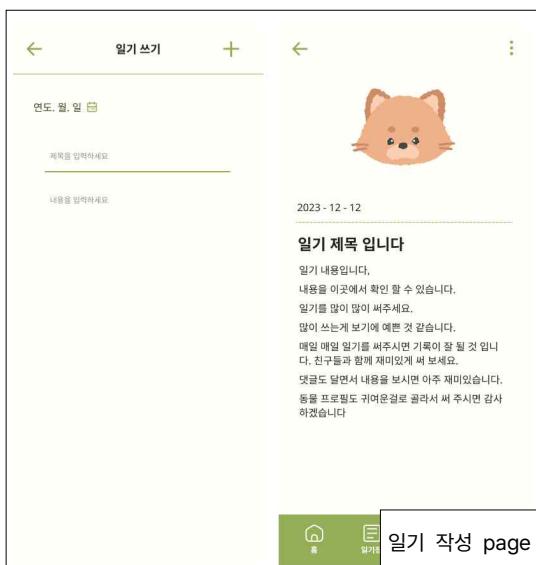 일기 쓰기
연도. 월. 일
제목을 입력하세요
내용을 입력하세요
2023 - 12 - 12
일기 제목 입니다
일기 내용입니다,
내용을 이곳에서 확인 할 수 있습니다.
일기를 많이 많이 써주세요.
많이 쓰는게 보기에 예쁜 것 같습니다.
매일 매일 일기를 써주시면 기록이 잘 될 것 입니
다. 친구들과 함께 재미있게 써 보세요.
댓글도 달면서 내용을 보시면 아주 재미있습니다.
동물 프로필도 귀여운걸로 골라서 써 주시면 감사
하겠습니다
홈
일기 작성 page